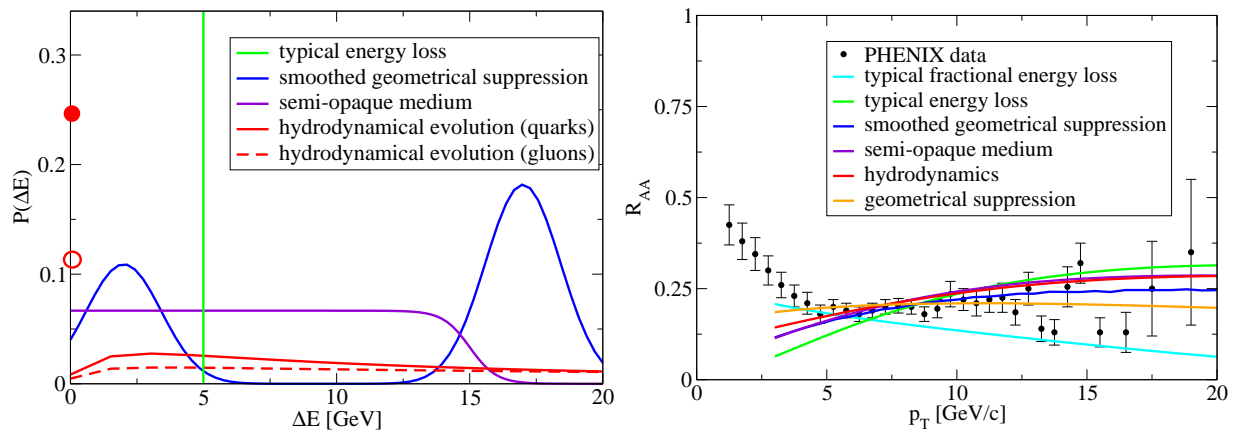 typical energy loss
smoothed geometrical suppression
semi-opaque medium
hydrodynamical evolution (quarks)
hydrodynamical evolution (gluons)
P(ΔE)
0.3
0.2
0.1
0
0 5 10 15 20
ΔE [GeV]
PHENIX data
typical fractional energy loss
typical energy loss
smoothed geometrical suppression
semi-opaque medium
hydrodynamics
geometrical suppression
R_AA
1
0.75
0.5
0.25
0
0 5 10 15 20
p_T [GeV/c]